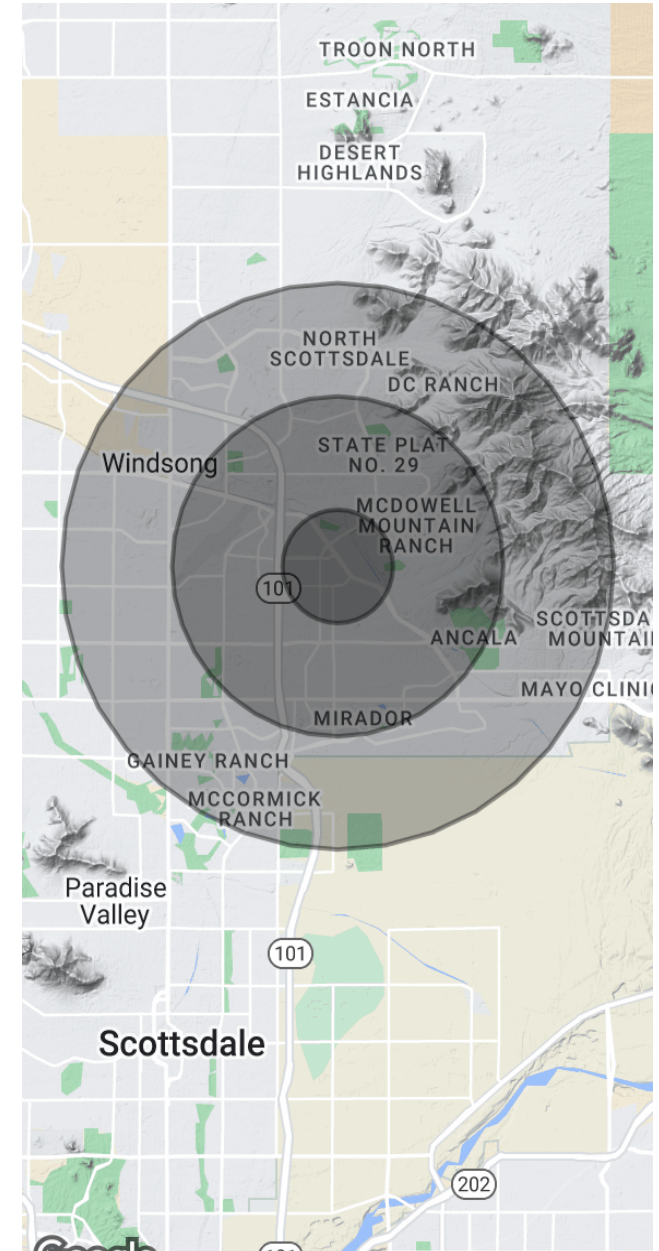 TROON NORTH
ESTANCIA
DESERT
HIGHLANDS
NORTH
SCOTTSDALE
DC RANCH
STATE PLAT
NO. 29
Windsong
MCDOWELL
MOUNTAIN
RANCH
101
ANCALA
SCOTTSDA
MOUNTAI
MAYO CLINI
MIRADOR
GAINEY RANCH
MCCORMICK
RANCH
Paradise
Valley
101
Scottsdale
202
Google